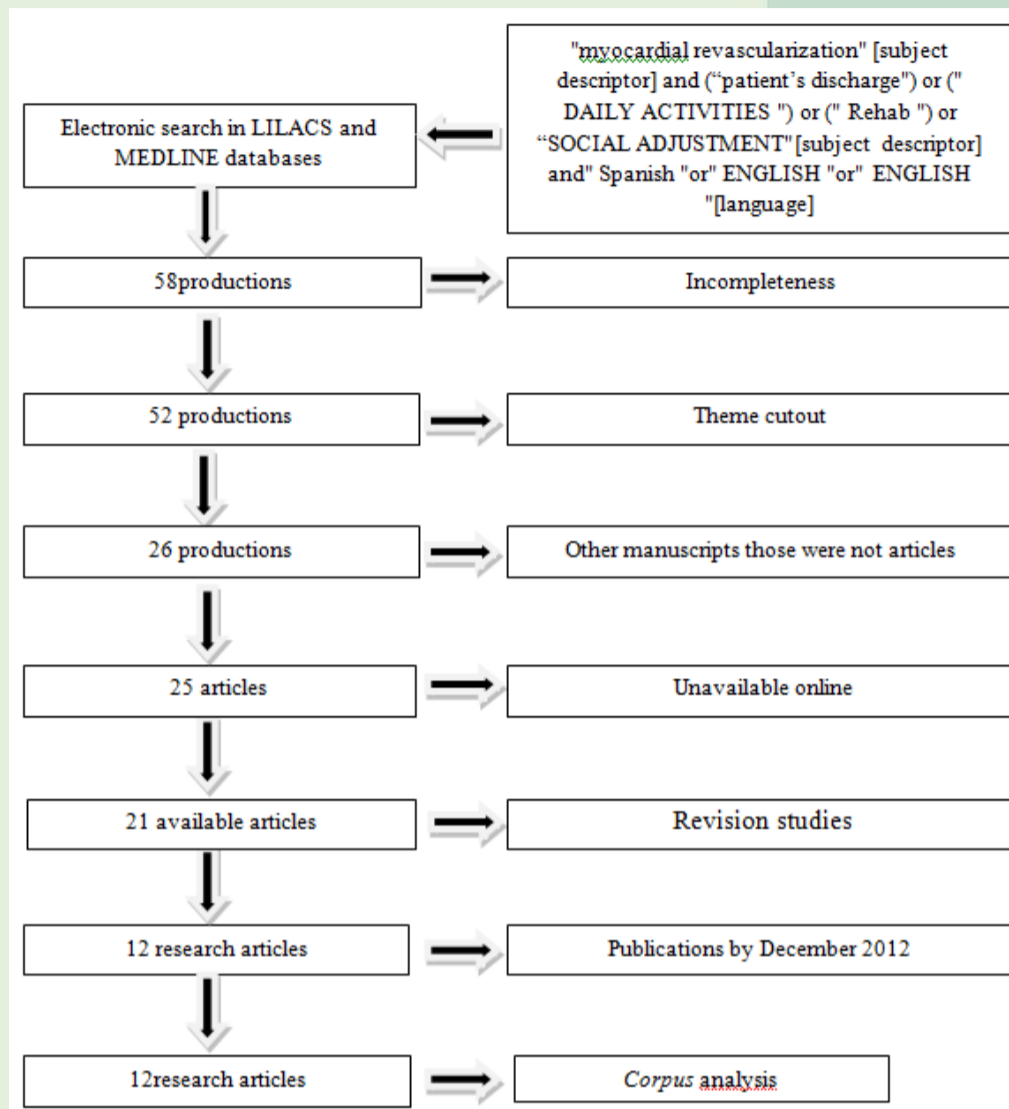 "myocardial revascularization" [subject
descriptor] and (“patient’s discharge") or ("
DAILY ACTIVITIES ") or (" Rehab ") or
“SOCIAL ADJUSTMENT" [subject descriptor]
and" Spanish "or" ENGLISH "or" ENGLISH
"[language]
Electronic search in LILACS and
MEDLINE databases
58productions
Incompleteness
52 productions
Theme cutout
26 productions
Other manuscripts those were not articles
25 articles
Unavailable online
21 available articles
Revision studies
12 research articles
Publications by December 2012
12research articles
Corpus analysis